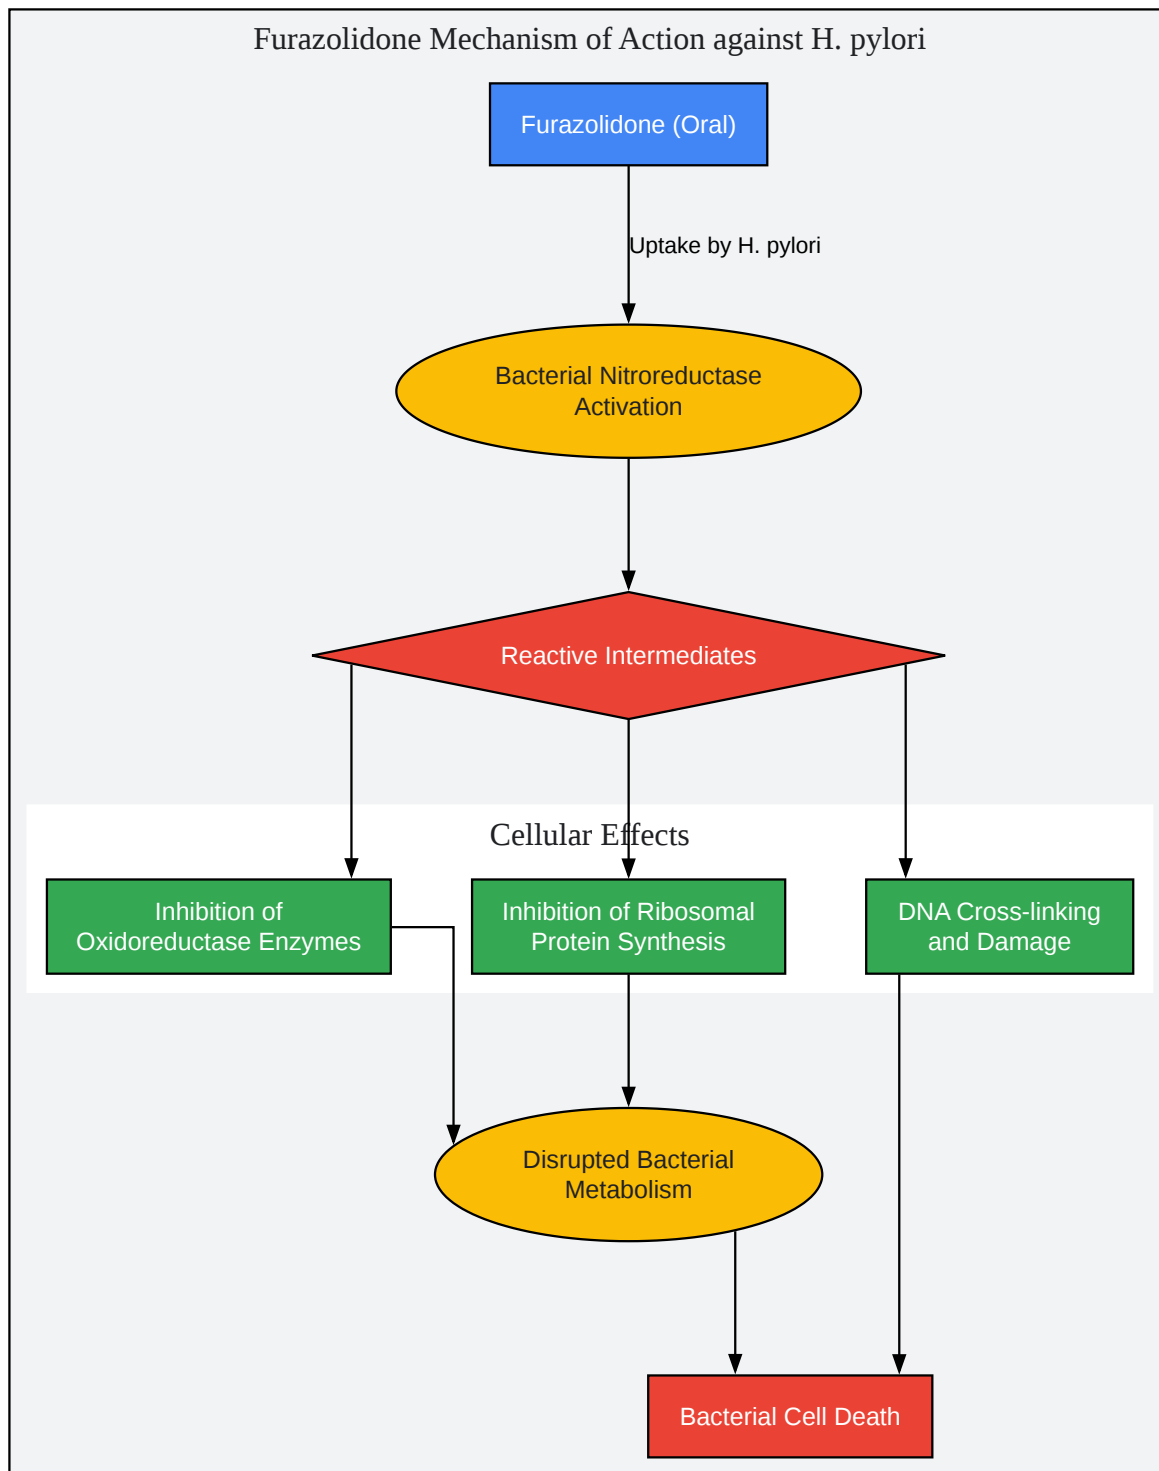 Furazolidone Mechanism of Action against H. pylori
Furazolidone (Oral)
Uptake by H. pylori
Bacterial Nitroreductase
Activation
Reactive Intermediates
Cellular Effects
Inhibition of
Oxidoreductase Enzymes
Inhibition of Ribosomal
Protein Synthesis
DNA Cross-linking
and Damage
Disrupted Bacterial
Metabolism
Bacterial Cell Death